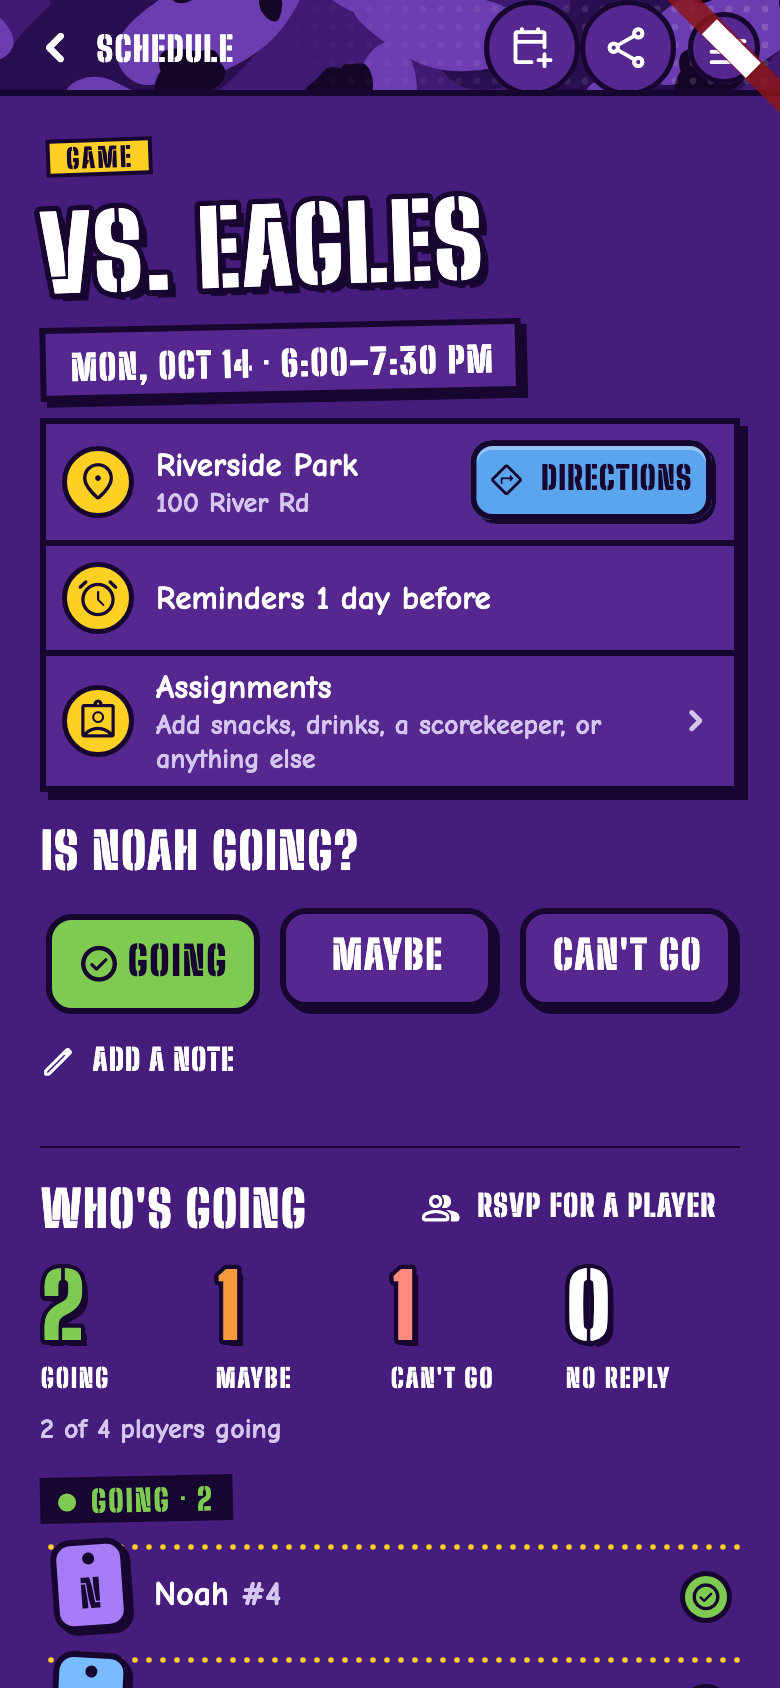 SCHEDULE
GAME
VS. EAGLES
MON, OCT 14 · 6:00–7:30 PM
Riverside Park
100 River Rd
DIRECTIONS
Reminders 1 day before
Assignments
Add snacks, drinks, a scorekeeper, or
anything else
IS NOAH GOING?
GOING
MAYBE
CAN'T GO
ADD A NOTE
WHO'S GOING
RSVP FOR A PLAYER
2
1
1
0
GOING
MAYBE
CAN'T GO
NO REPLY
2 of 4 players going
GOING · 2
N
Noah #4